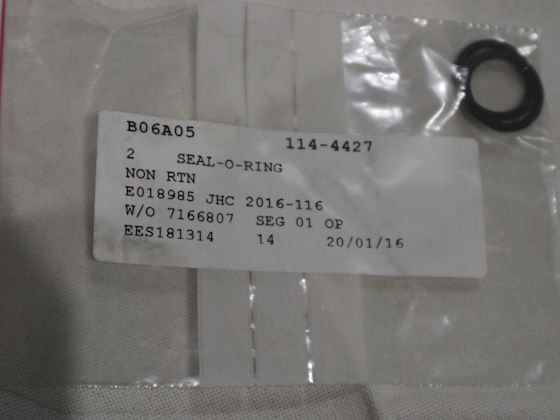 B06A05 114-4427
2 SEAL-O-RING
NON RTN
E018985 JHC 2016-116
W/O 7166807 SEG 01 OP
EES181314 14 20/01/16